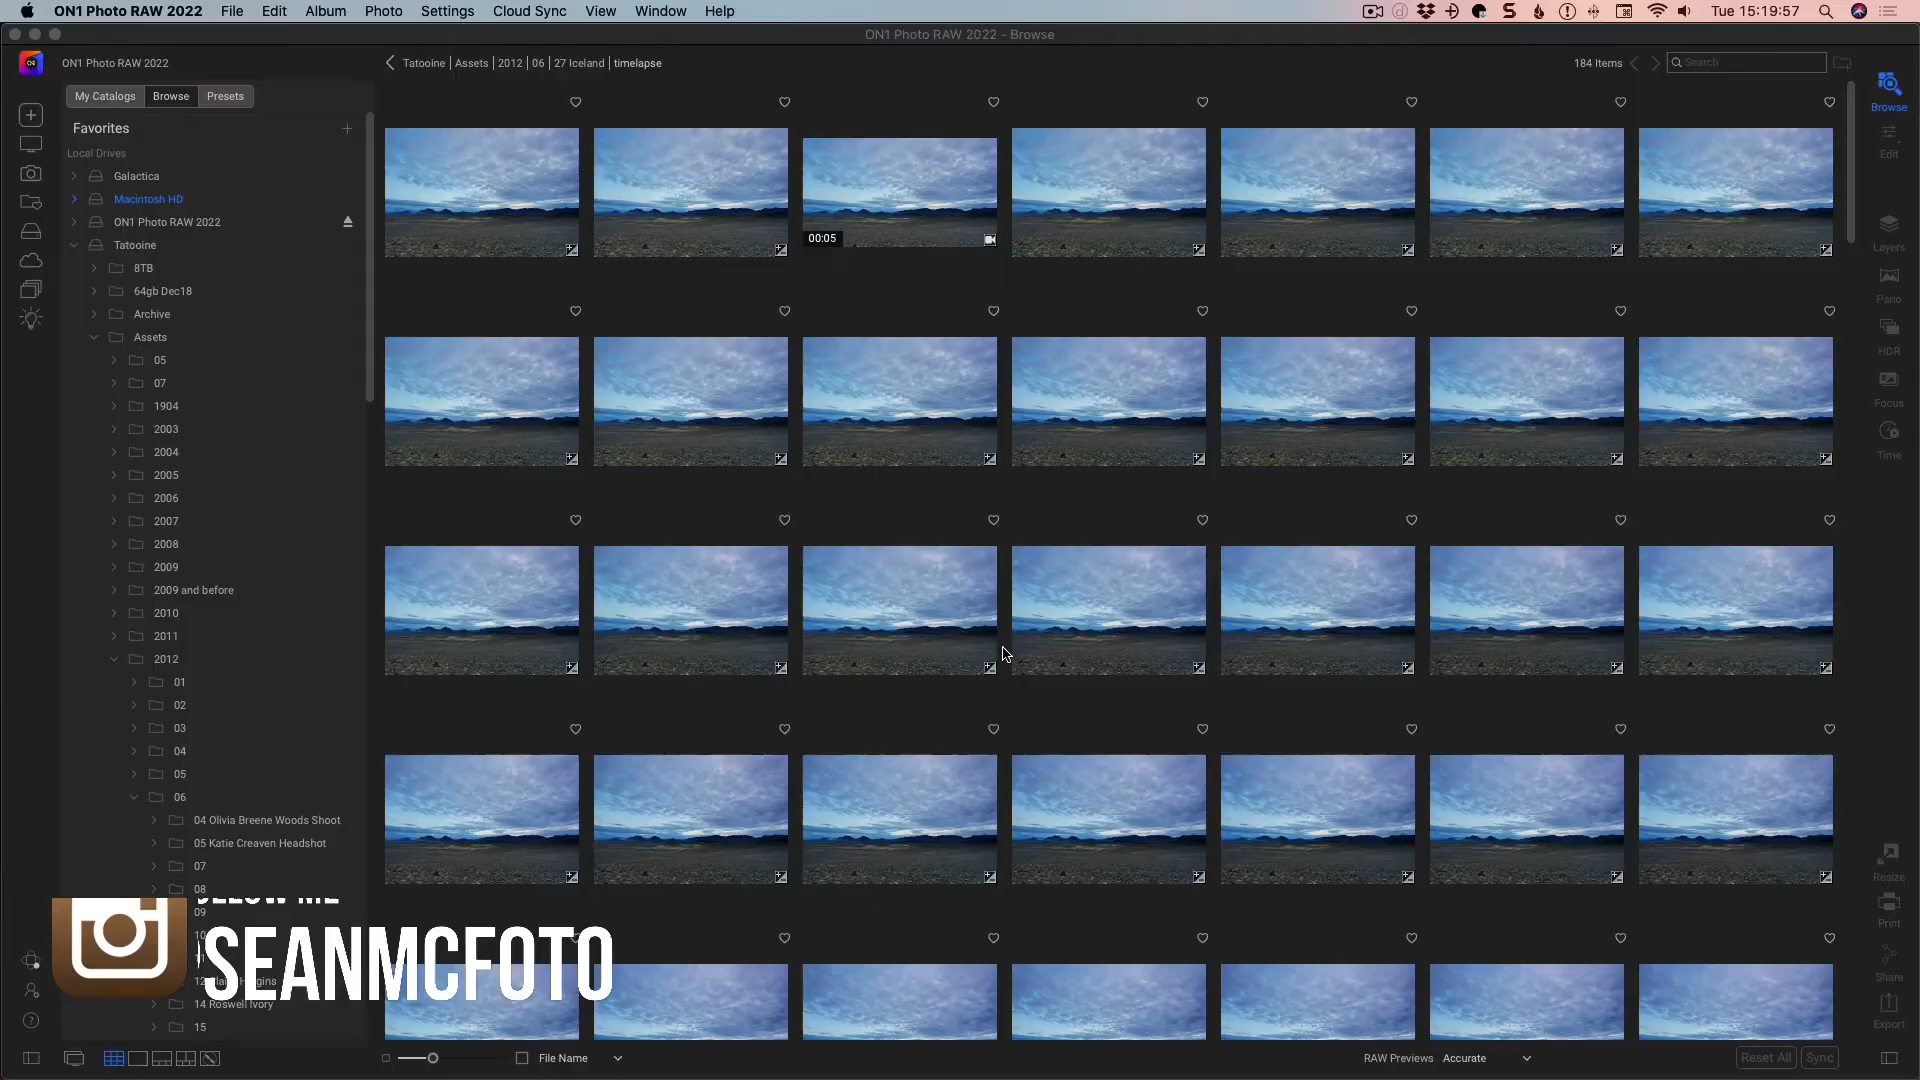 ON1 Photo RAW 2022 File Edit Album Photo Settings Cloud Sync View Window Help Tue 15:19:57
ON1 Photo RAW 2022 - Browse
ON1 Photo RAW 2022
Tatooine Assets 2012 06 27 Iceland timelapse
184 Items
Search
My Catalogs Browse Presets
Favorites
Local Drives
Galactica
Macintosh HD
ON1 Photo RAW 2022
Tatooine
8TB
64gb Dec18
Archive
Assets
05
07
1904
2003
2004
2005
2006
2007
2008
2009
2009 and before
2010
2011
2012
01
02
03
04
05
06
04 Olivia Breene Woods Shoot
05 Katie Creaven Headshot
07
08
09
14 Roswell Ivory
15
00:05
SEANMCFOTO
Browse
Edit
Layers
Pano
HDR
Focus
Time
Resize
Print
Share
Export
File Name
RAW Previews Accurate
Reset All Sync